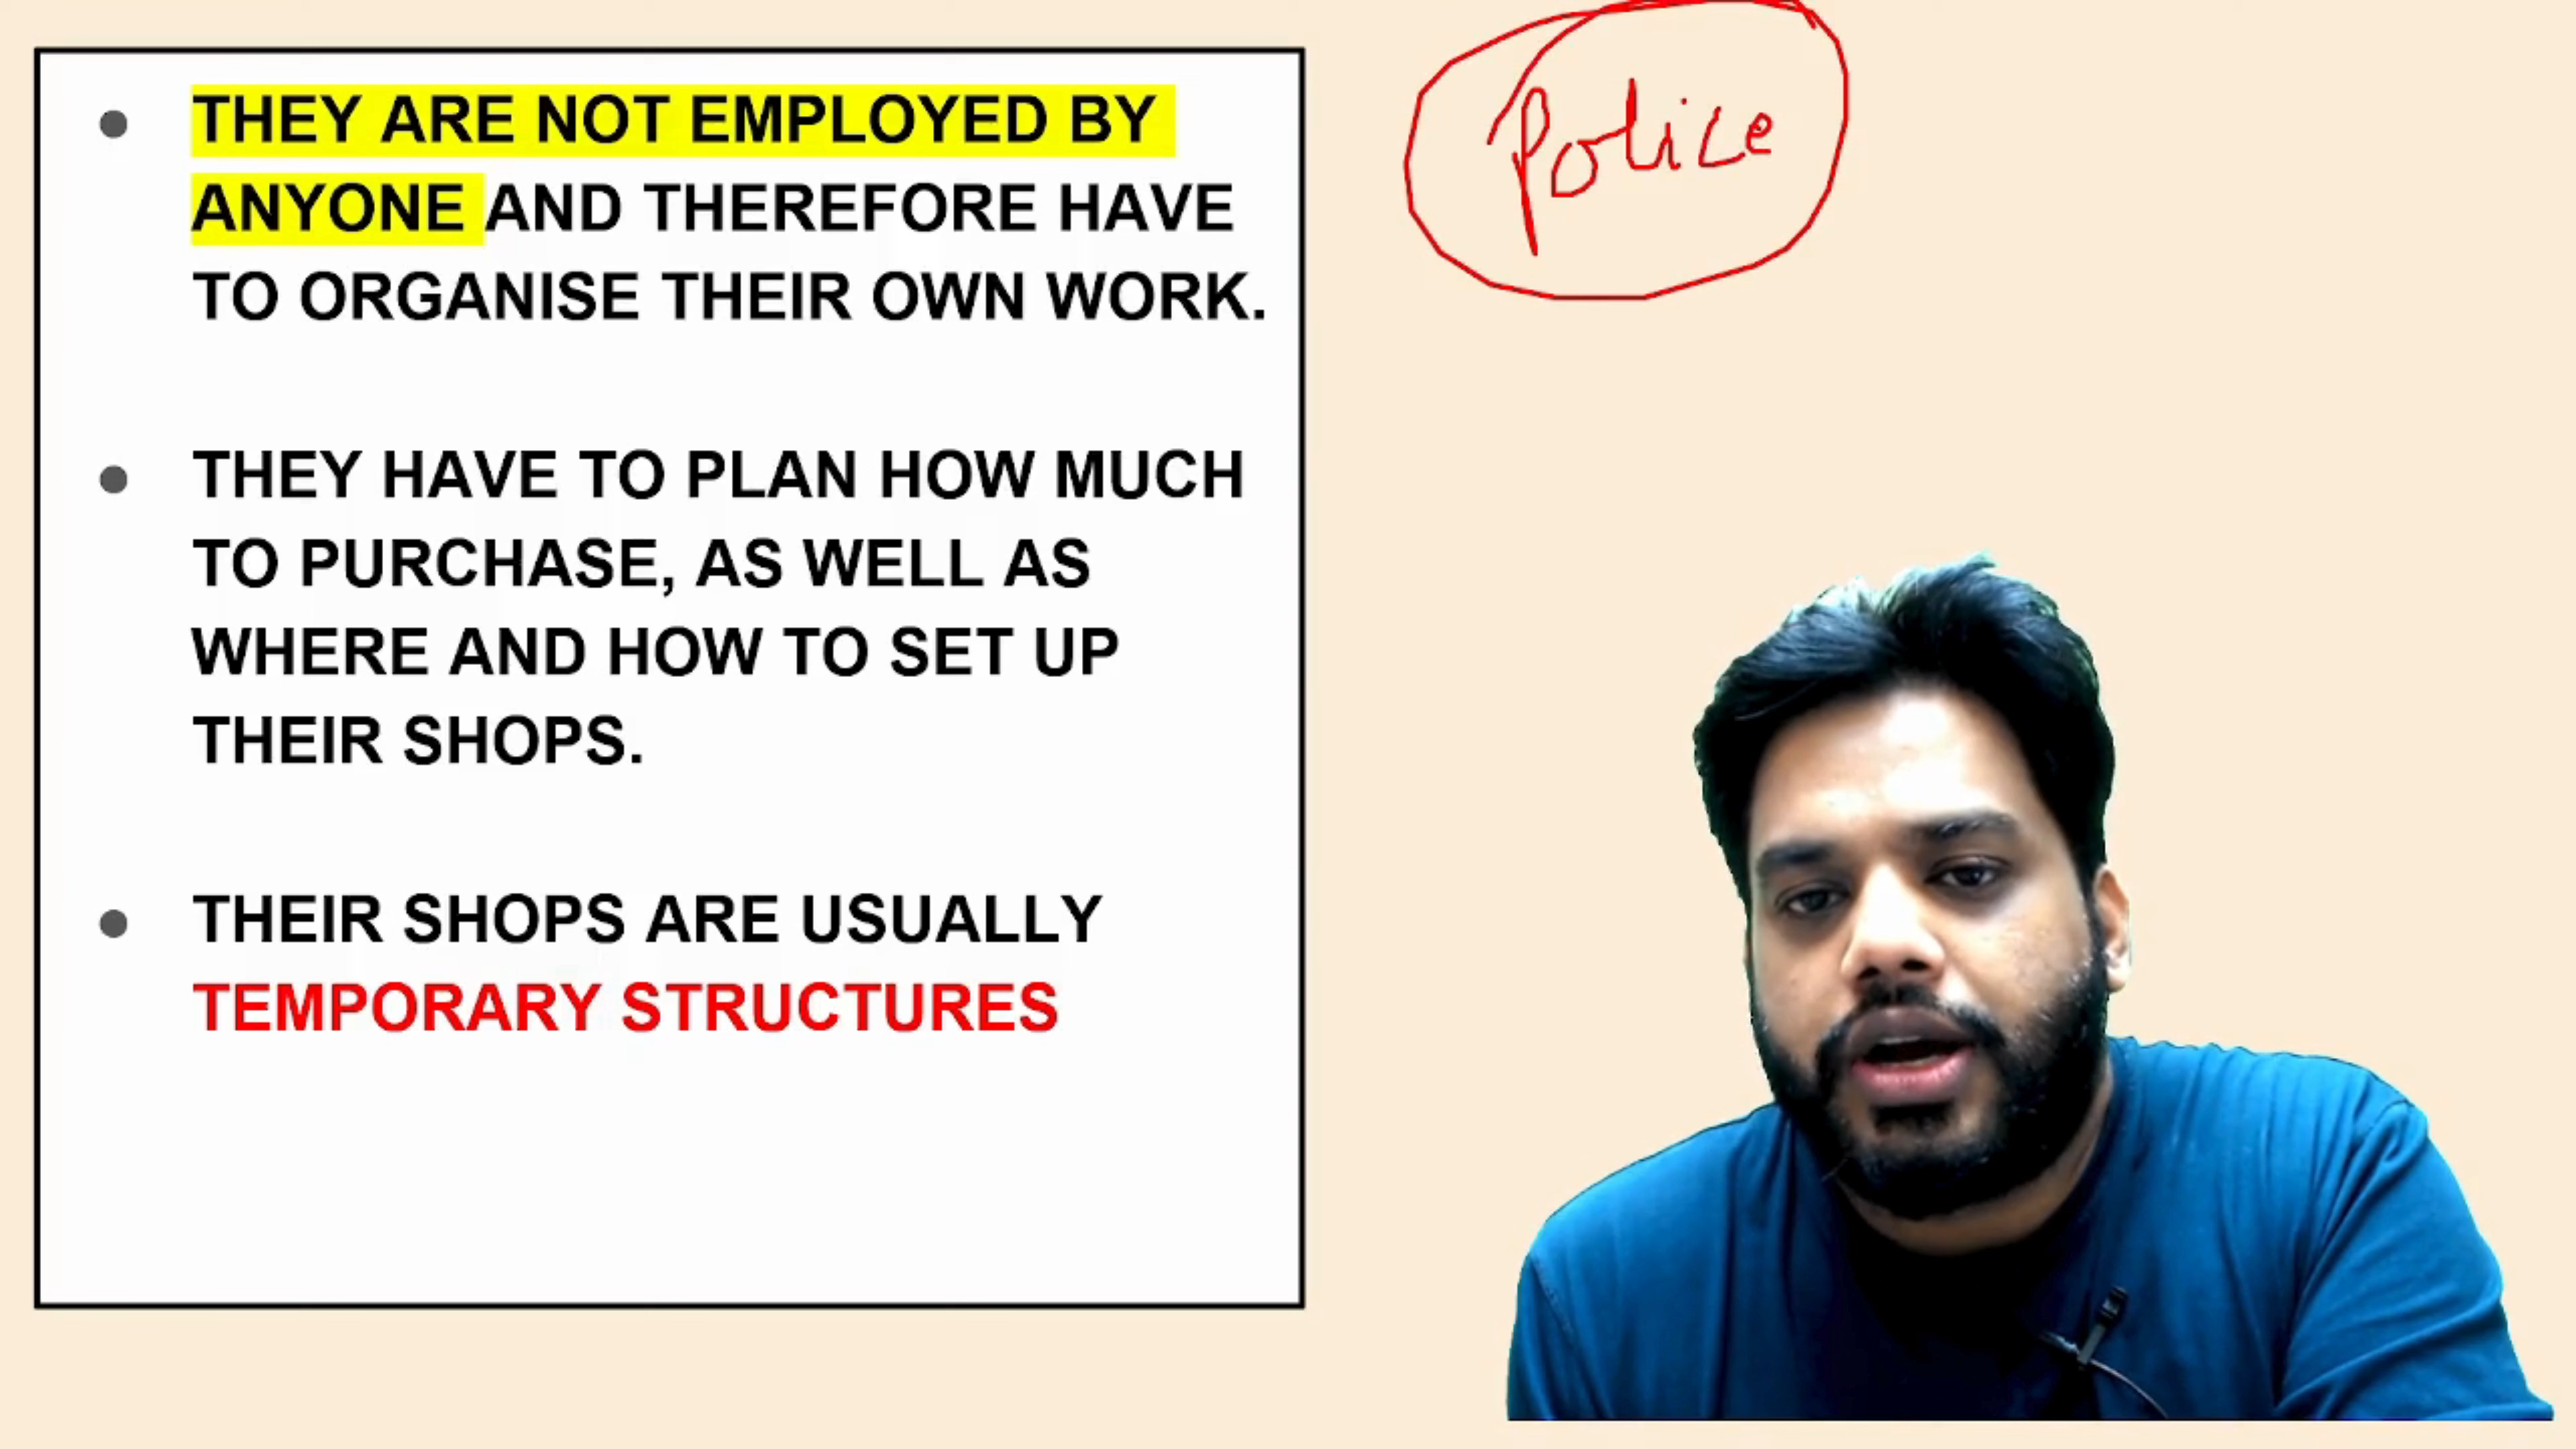 THEY ARE NOT EMPLOYED BY
ANYONE AND THEREFORE HAVE
TO ORGANISE THEIR OWN WORK.
THEY HAVE TO PLAN HOW MUCH
TO PURCHASE, AS WELL AS
WHERE AND HOW TO SET UP
THEIR SHOPS.
THEIR SHOPS ARE USUALLY
TEMPORARY STRUCTURES
Police